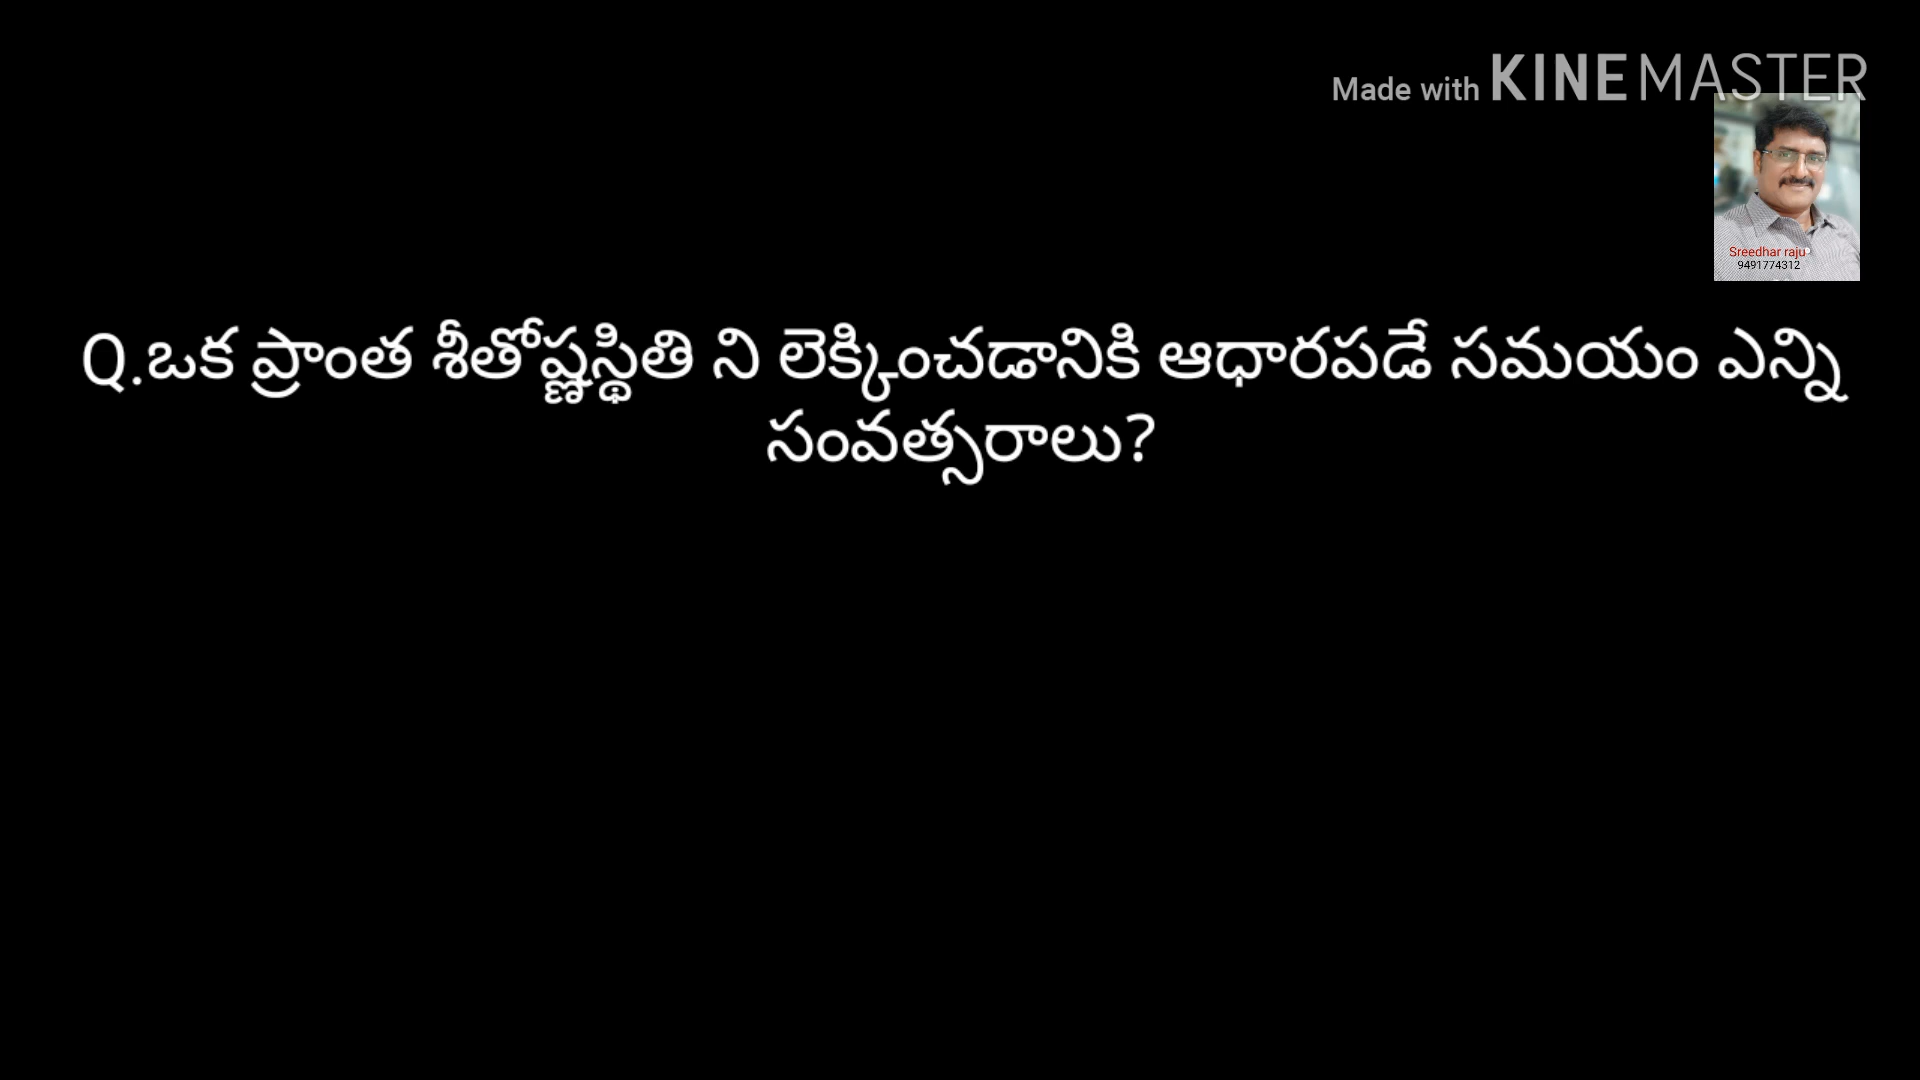 Made with KINEMASTER
Sreedhar raju
9491774312
Q.ఒక ప్రాంత శీతోష్ణస్థితి ని లెక్కించడానికి ఆధారపడే సమయం ఎన్ని
సంవత్సరాలు?